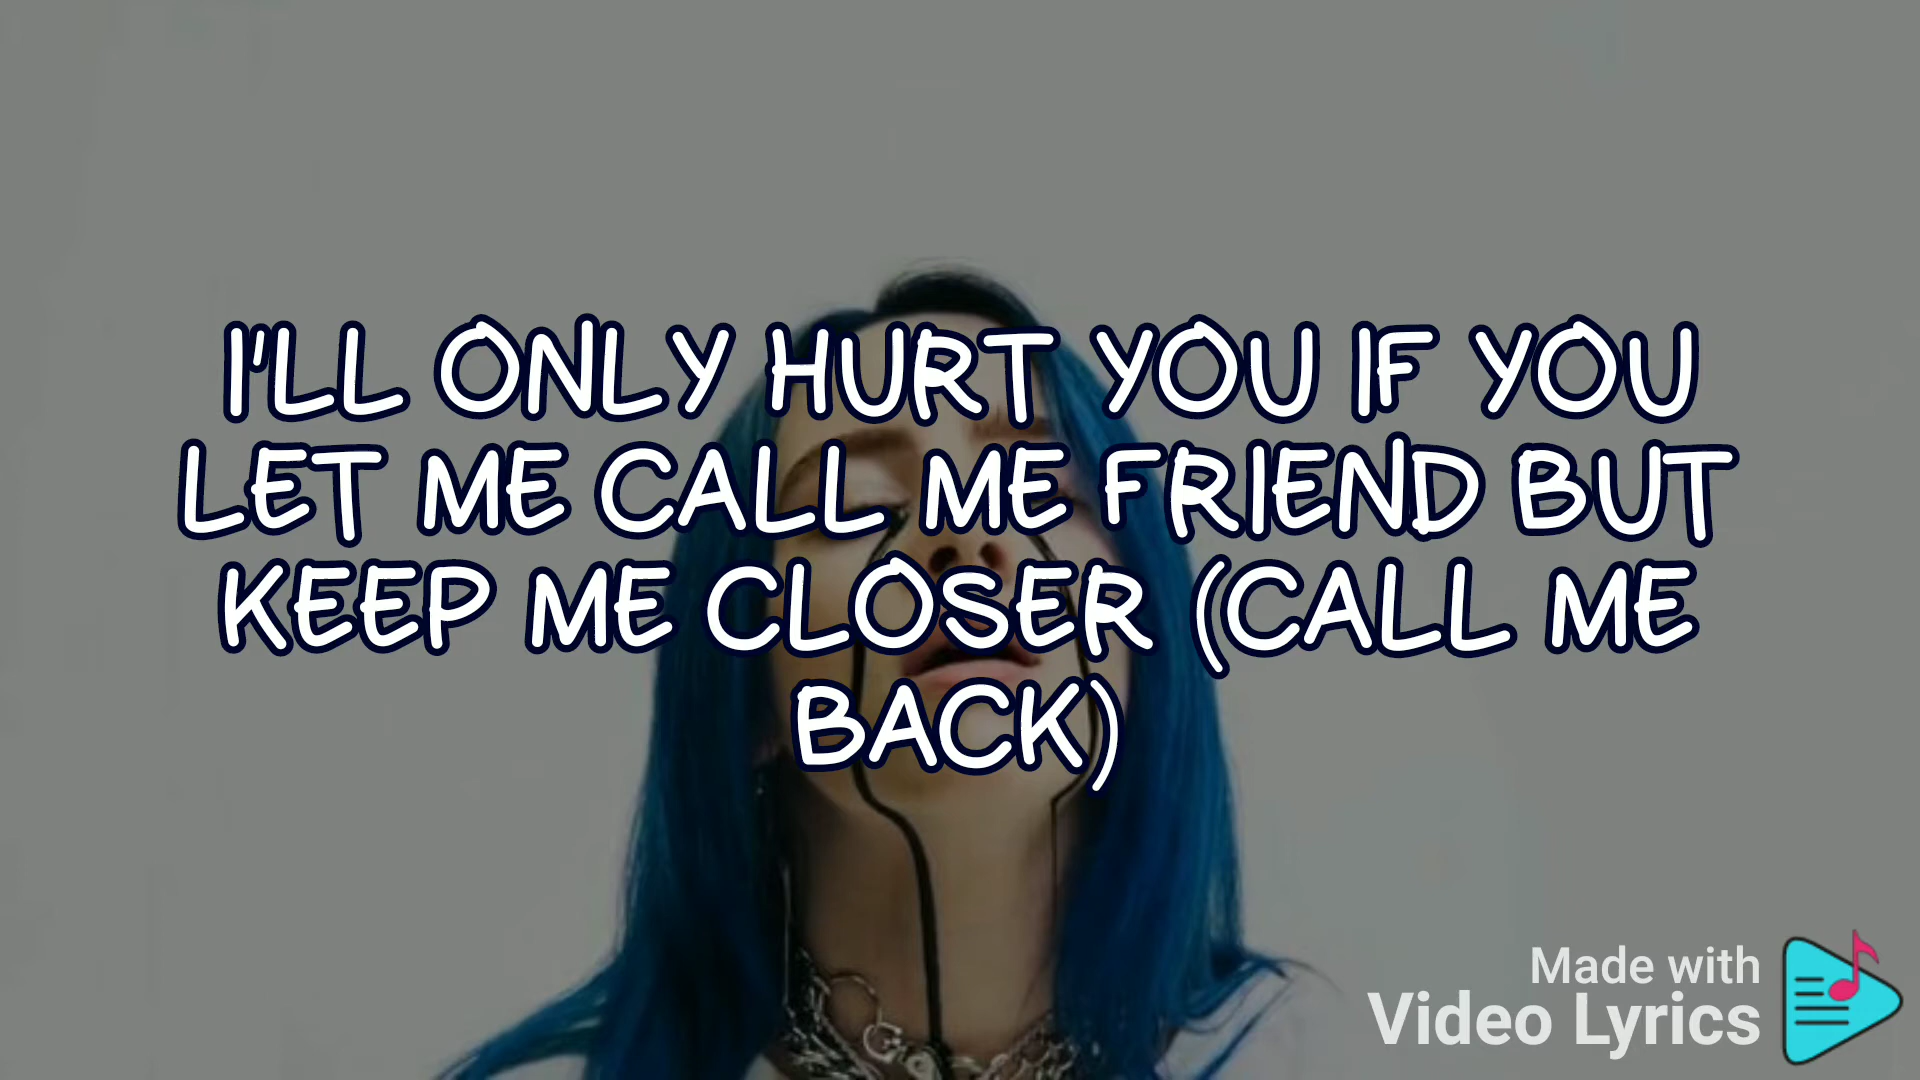 I'LL ONLY HURT YOU IF YOU
LET ME CALL ME FRIEND BUT
KEEP ME CLOSER (CALL ME
BACK)
Made with
Video Lyrics